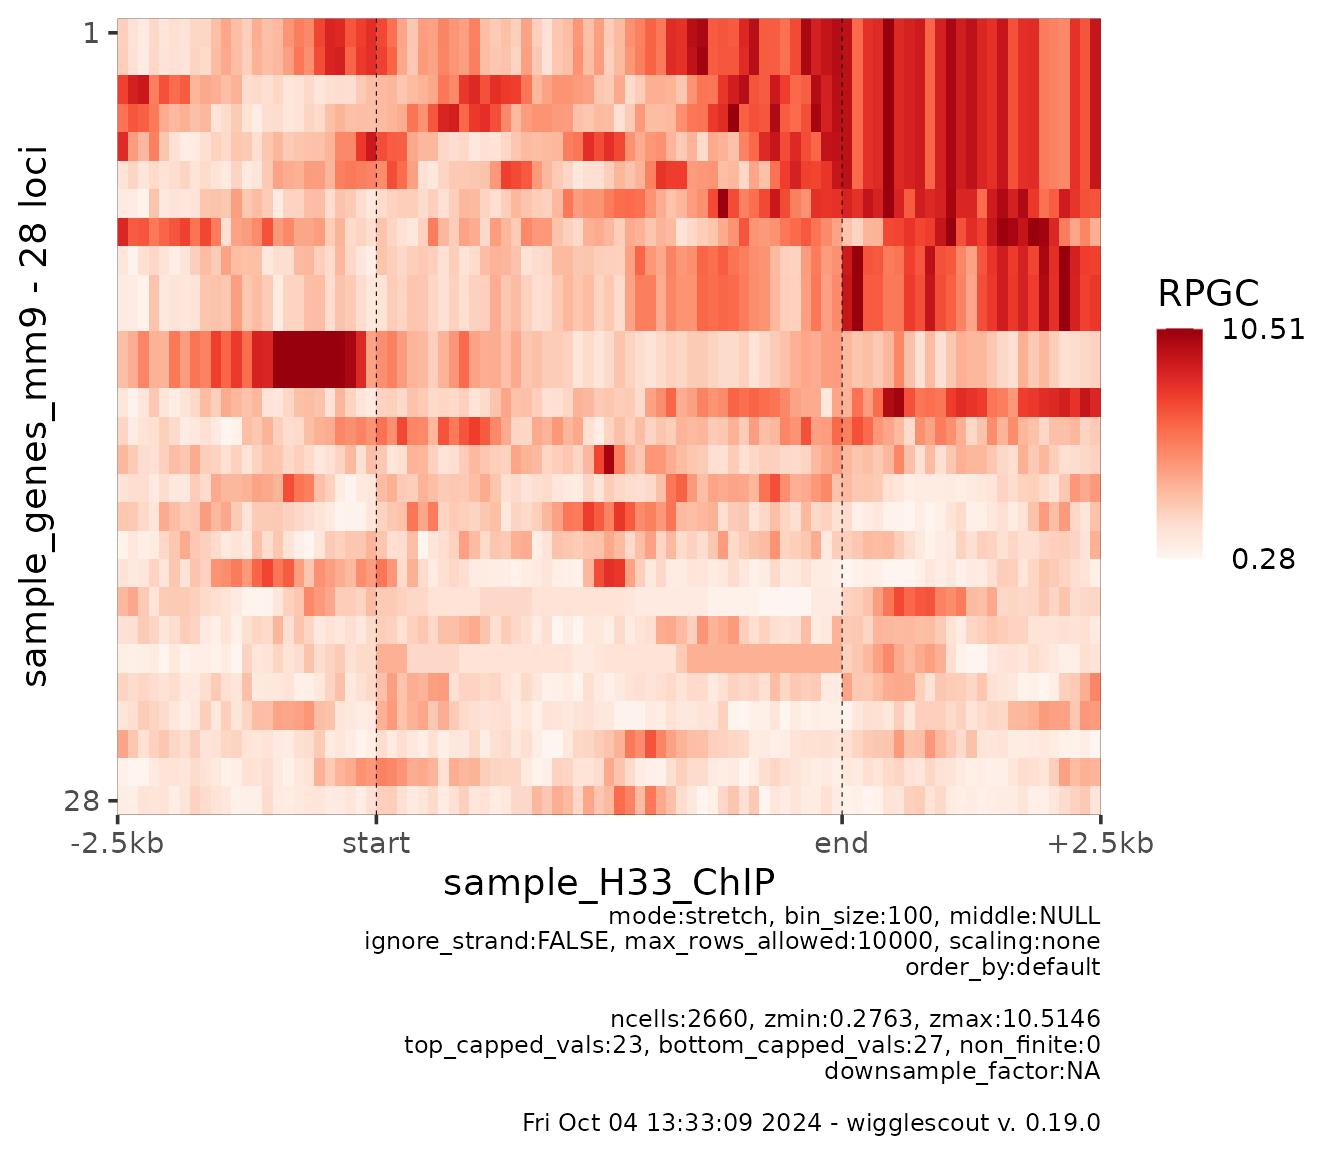 1
28
sample_genes_mm9 - 28 loci
-2.5kb
start
end
+2.5kb
sample_H33_ChIP
RPGC
10.51
0.28
mode:stretch, bin_size:100, middle:NULL
ignore_strand:FALSE, max_rows_allowed:10000, scaling:none
order_by:default
ncells:2660, zmin:0.2763, zmax:10.5146
top_capped_vals:23, bottom_capped_vals:27, non_finite:0
downsample_factor:NA
Fri Oct 04 13:33:09 2024 - wigglescout v. 0.19.0